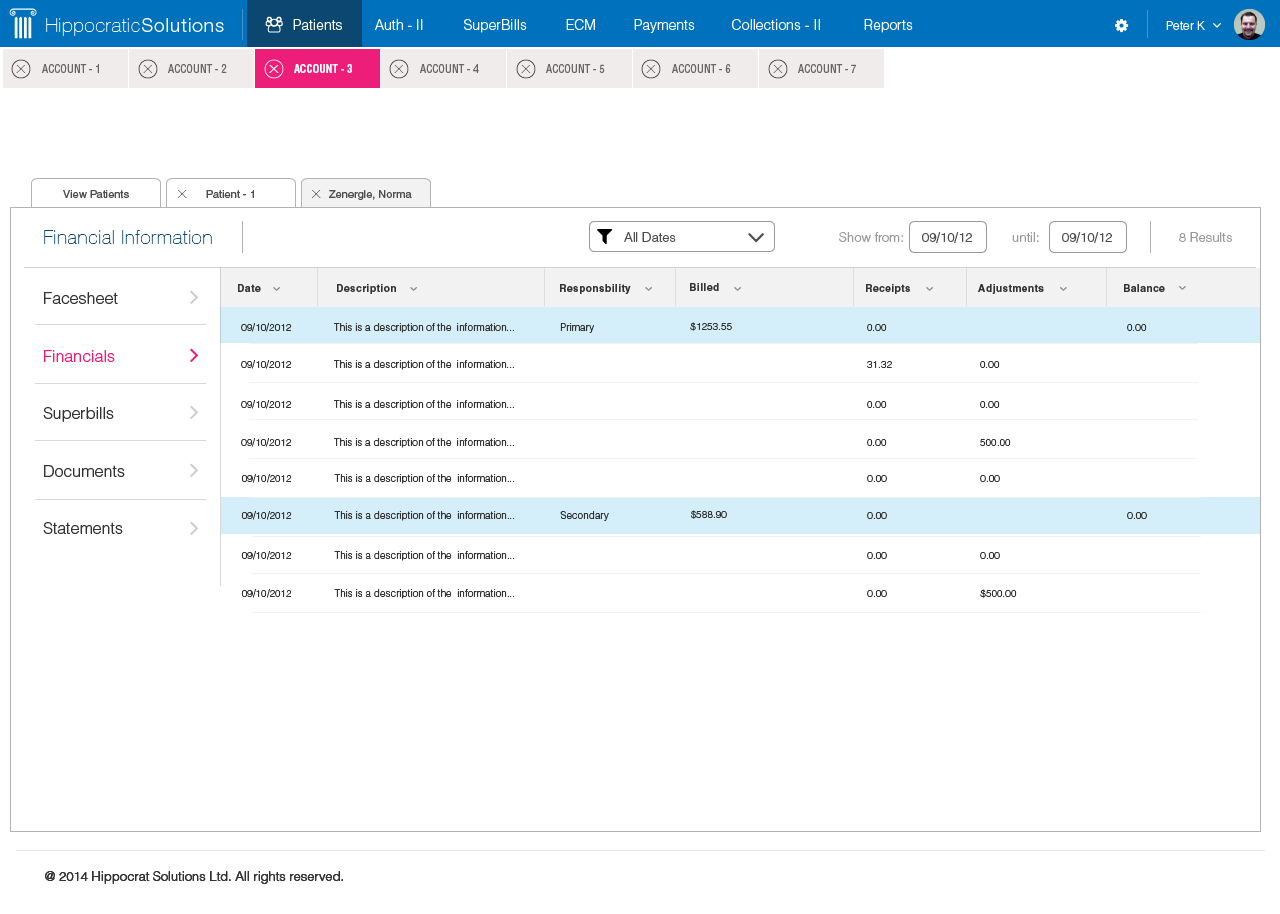 HippocraticSolutions Patients Auth - II SuperBills ECM Payments Collections - II Reports Peter K
ACCOUNT - 1 ACCOUNT - 2 ACCOUNT - 3 ACCOUNT - 4 ACCOUNT - 5 ACCOUNT - 6 ACCOUNT - 7
View Patients Patient - 1 Zenergle, Norma
Financial Information All Dates Show from: 09/10/12 until: 09/10/12 8 Results
Facesheet
Financials
Superbills
Documents
Statements
Date Description Responsbility Billed Receipts Adjustments Balance
09/10/2012 This is a description of the information... Primary $1253.55 0.00 0.00
09/10/2012 This is a description of the information... 31.32 0.00
09/10/2012 This is a description of the information... 0.00 0.00
09/10/2012 This is a description of the information... 0.00 500.00
09/10/2012 This is a description of the information... 0.00 0.00
09/10/2012 This is a description of the information... Secondary $588.90 0.00 0.00
09/10/2012 This is a description of the information... 0.00 0.00
09/10/2012 This is a description of the information... 0.00 $500.00
@ 2014 Hippocrat Solutions Ltd. All rights reserved.